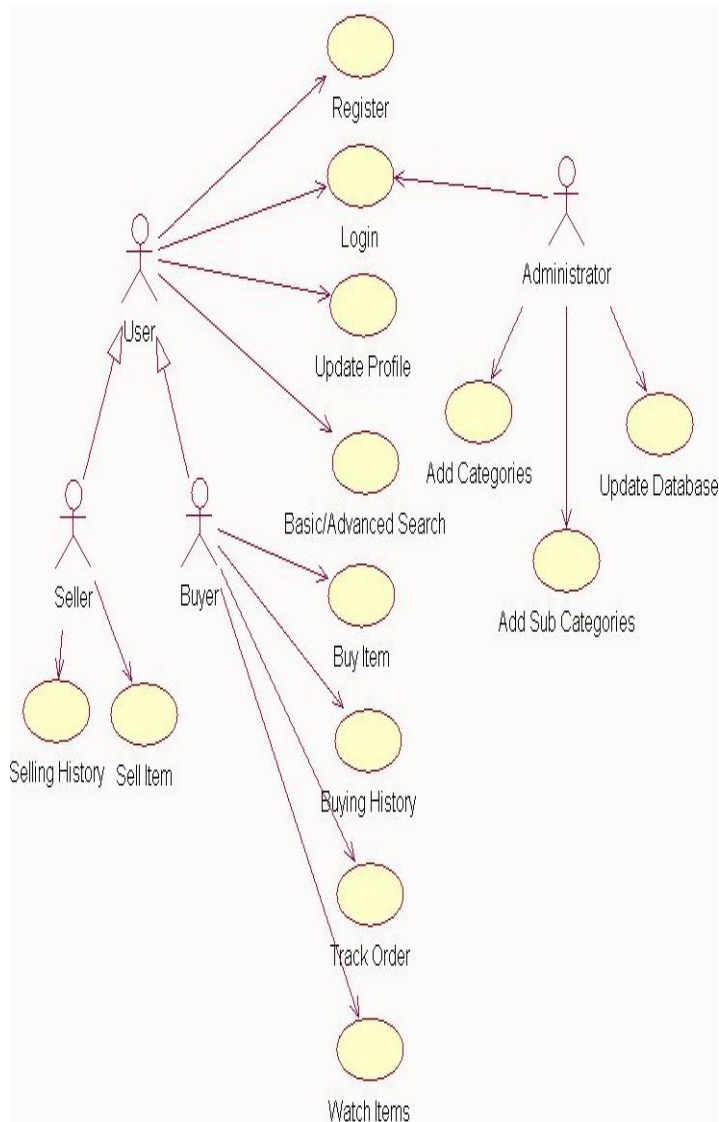 Register
Login
Administrator
User
Update Profile
Add Categories
Update Database
Basic/Advanced Search
Seller
Buyer
Add Sub Categories
Buy Item
Selling History
Sell Item
Buying History
Track Order
Watch Items